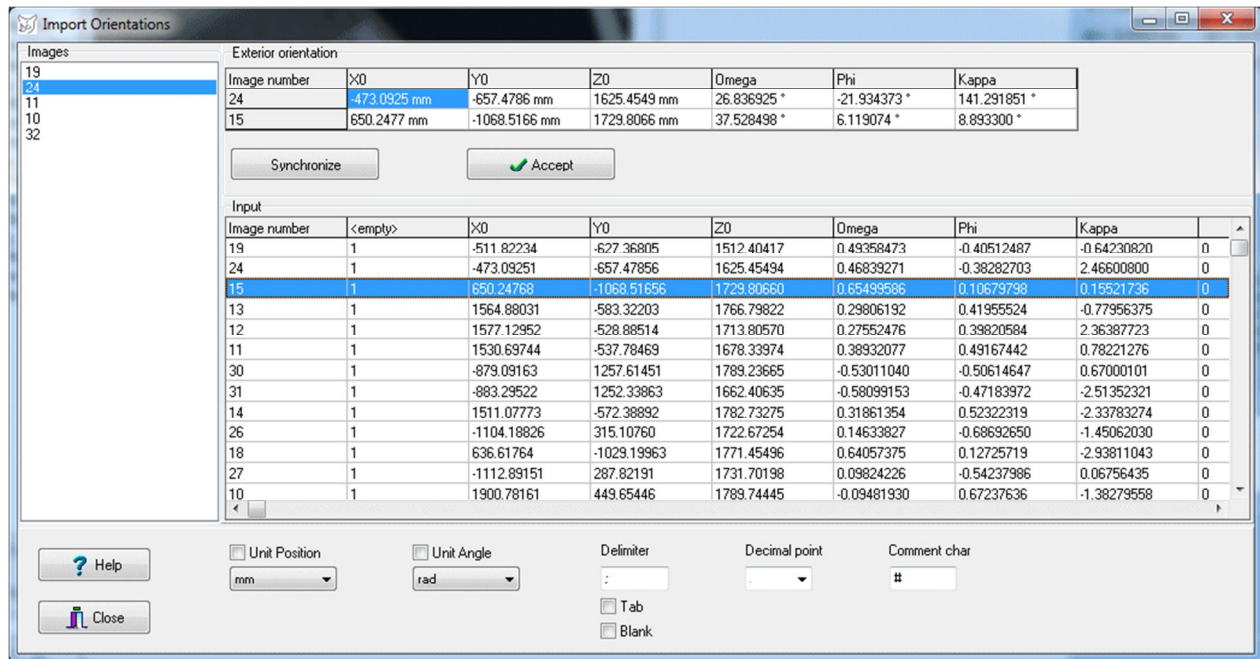 Import Orientations
Images
19
24
11
10
32
Exterior orientation
Image number X0 Y0 Z0 Omega Phi Kappa
24 -473.0925 mm -657.4786 mm 1625.4549 mm 26.836925 ° -21.934373 ° 141.291851 °
15 650.2477 mm -1068.5166 mm 1729.8066 mm 37.528498 ° 6.119074 ° 8.893300 °
Synchronize Accept
Input
Image number <empty> X0 Y0 Z0 Omega Phi Kappa
19 1 -511.82234 -627.36805 1512.40417 0.49358473 -0.40512487 -0.64230820 0
24 1 -473.09251 -657.47856 1625.45494 0.46839271 -0.38282703 2.46600800 0
15 1 650.24768 -1068.51656 1729.80660 0.65499586 0.10679798 0.15521736 0
13 1 1564.88031 -583.32203 1766.79822 0.29806192 0.41955524 -0.77956375 0
12 1 1577.12952 -528.88514 1713.80570 0.27552476 0.39820584 2.36387723 0
11 1 1530.69744 -537.78469 1678.33974 0.38932077 0.49167442 0.78221276 0
30 1 -879.09163 1257.61451 1789.23665 -0.53011040 -0.50614647 0.67000101 0
31 1 -883.29522 1252.33863 1662.40635 -0.58099153 -0.47183972 -2.51352321 0
14 1 1511.07773 -572.38892 1782.73275 0.31861354 0.52322319 -2.33783274 0
26 1 -1104.18826 315.10760 1722.67254 0.14633827 -0.68692650 -1.45062030 0
18 1 636.61764 -1029.19963 1771.45496 0.64057375 0.12725719 -2.93811043 0
27 1 -1112.89151 287.82191 1731.70198 0.09824226 -0.54237986 0.06756435 0
10 1 1900.78161 449.65446 1789.74445 -0.09481930 0.67237636 -1.38279558 0
Help Unit Position Unit Angle Delimiter Decimal point Comment char
mm rad : . #
Close Tab
Blank